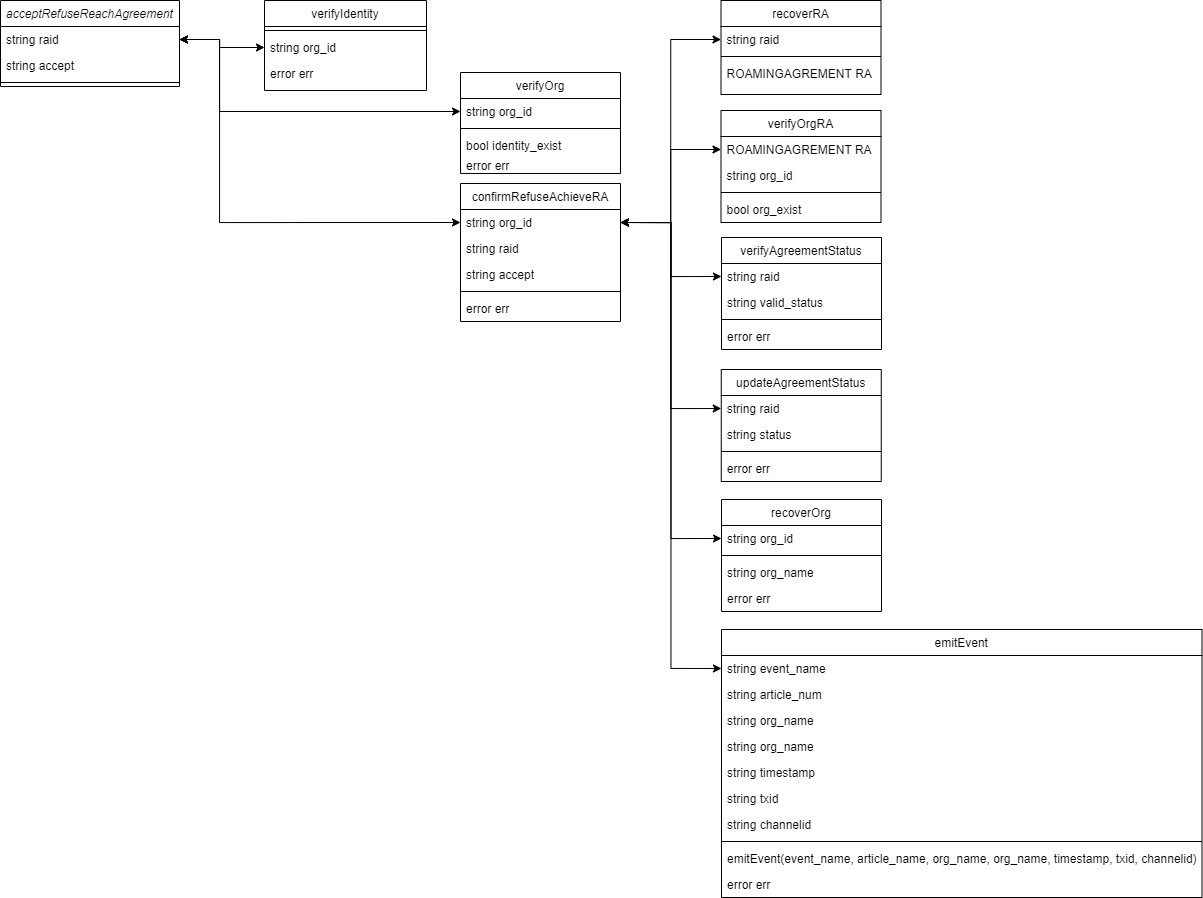 acceptRefuseReachAgreement
string raid
string accept
verifyIdentity
string org_id
error err
verifyOrg
string org_id
bool identity_exist
error err
confirmRefuseAchieveRA
string org_id
string raid
string accept
error err
recoverRA
string raid
ROAMINGAGREMENT RA
verifyOrgRA
ROAMINGAGREMENT RA
string org_id
bool org_exist
verifyAgreementStatus
string raid
string valid_status
error err
updateAgreementStatus
string raid
string status
error err
recoverOrg
string org_id
string org_name
error err
emitEvent
string event_name
string article_num
string org_name
string org_name
string timestamp
string txid
string channelid
emitEvent(event_name, article_name, org_name, org_name, timestamp, txid, channelid)
error err